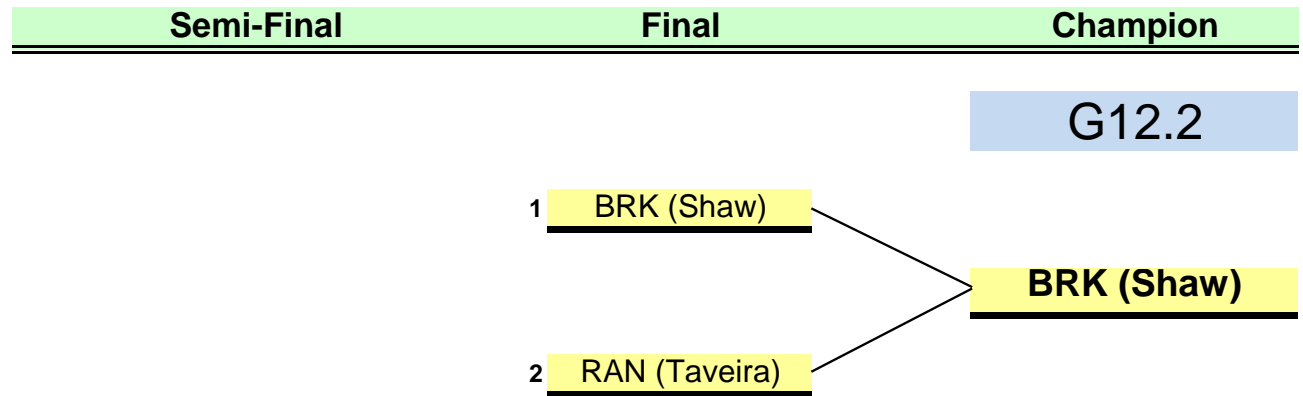 Semi-Final Final Champion
G12.2
1 BRK (Shaw)
BRK (Shaw)
2 RAN (Taveira)